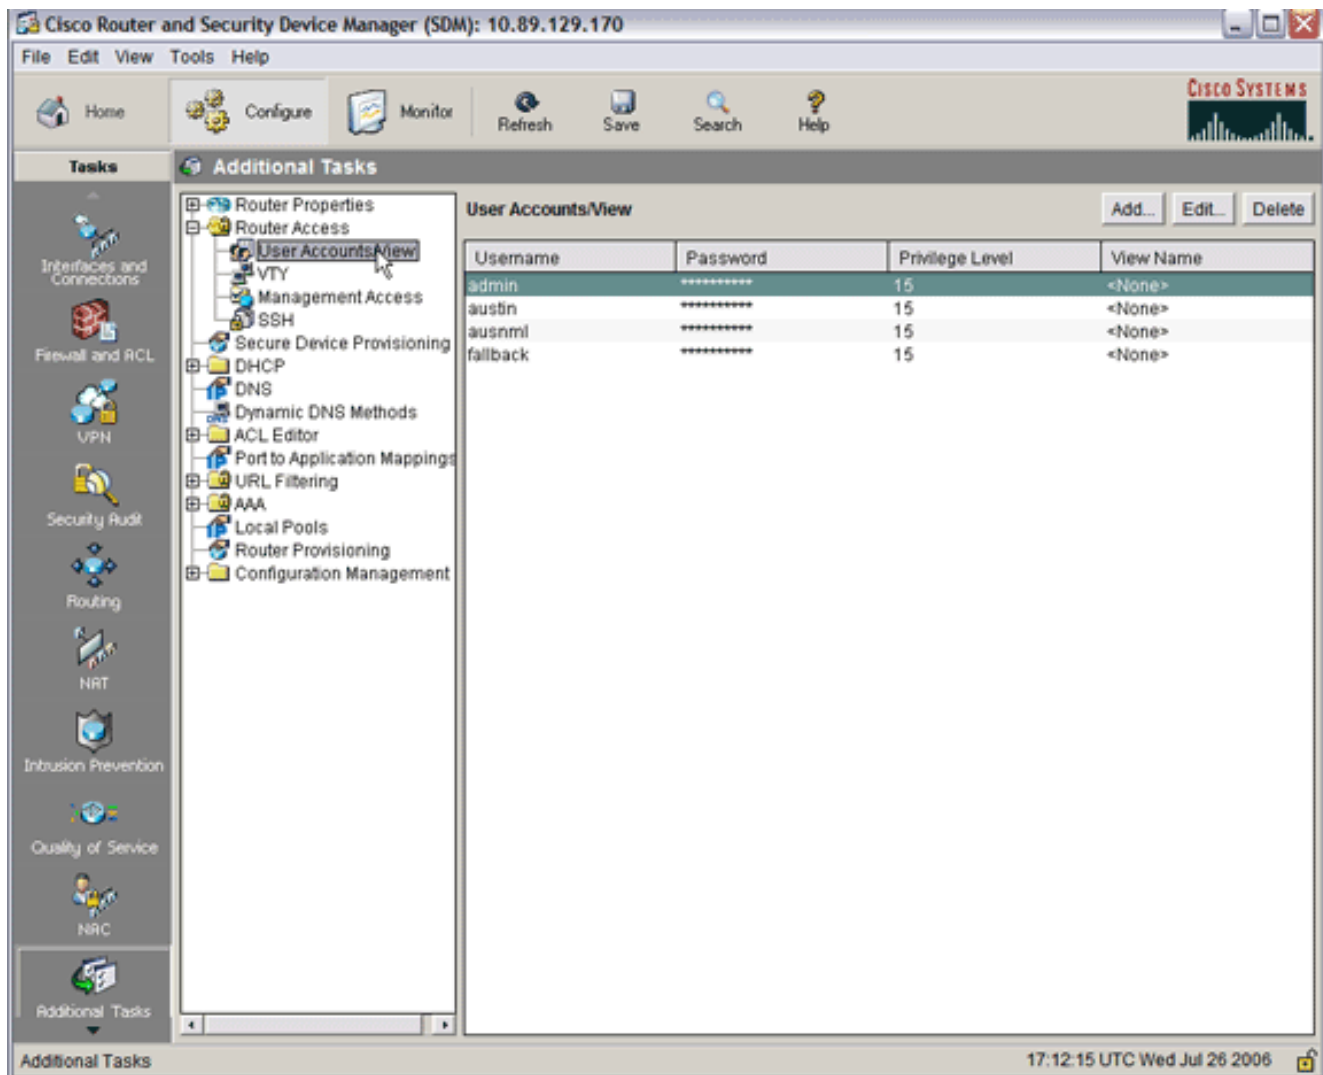 Cisco Router and Security Device Manager (SDM): 10.89.129.170
File Edit View Tools Help
Home Configure Monitor Refresh Save Search Help
CISCO SYSTEMS
Tasks
Additional Tasks
Interfaces and Connections
Firewall and ACL
VPN
Security Audit
Routing
NAT
Intrusion Prevention
Quality of Service
NAC
Additional Tasks
Router Properties
Router Access
User Accounts/View
VTY
Management Access
SSH
Secure Device Provisioning
DHCP
DNS
Dynamic DNS Methods
ACL Editor
Port to Application Mappings
URL Filtering
AAA
Local Pools
Router Provisioning
Configuration Management
User Accounts/View
Add... Edit... Delete
Username Password Privilege Level View Name
admin ********** 15 <None>
austin ********** 15 <None>
ausnml ********** 15 <None>
fallback ********** 15 <None>
Additional Tasks
17:12:15 UTC Wed Jul 26 2006